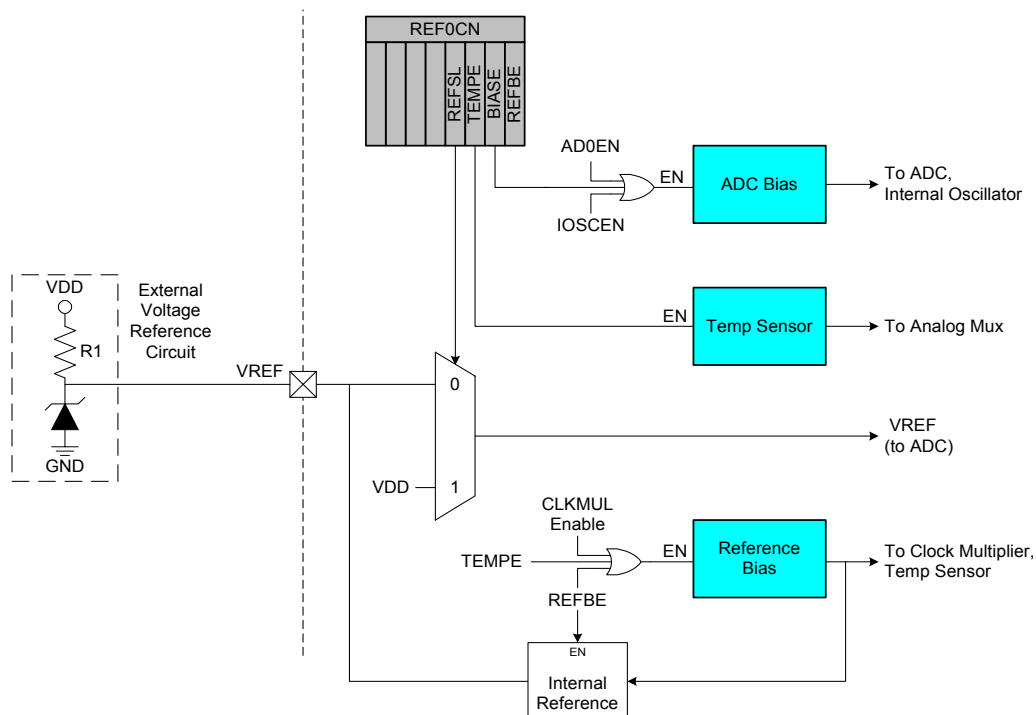 REF0CN
REFSL
TEMPE
BIASE
REFBE
AD0EN
EN
IOSCEN
ADC Bias
To ADC,
Internal Oscillator
VDD
R1
GND
External
Voltage
Reference
Circuit
VREF
EN
Temp Sensor
To Analog Mux
0
VDD
1
VREF
(to ADC)
CLKMUL
Enable
TEMPE
REFBE
EN
Reference
Bias
To Clock Multiplier,
Temp Sensor
EN
Internal
Reference